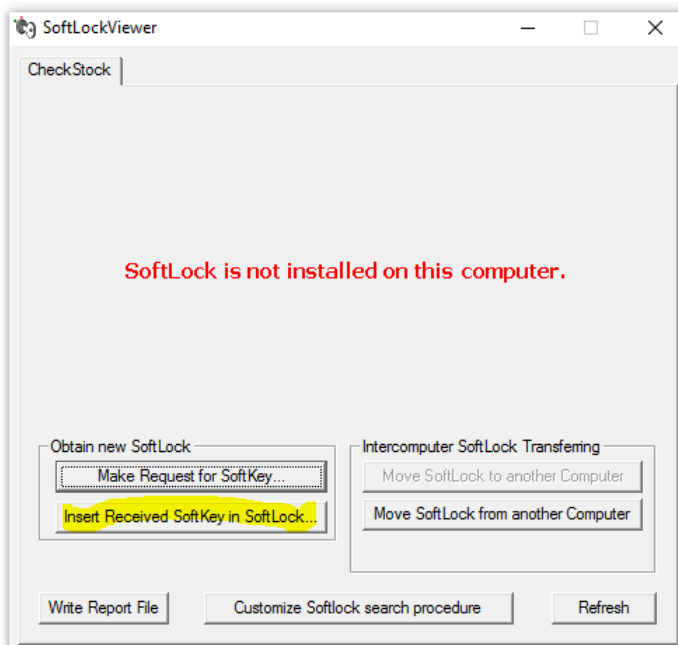 SoftLockViewer
CheckStock
SoftLock is not installed on this computer.
Obtain new SoftLock
Make Request for SoftKey...
Insert Received SoftKey in SoftLock...
Intercomputer SoftLock Transferring
Move SoftLock to another Computer
Move SoftLock from another Computer
Write Report File
Customize Softlock search procedure
Refresh